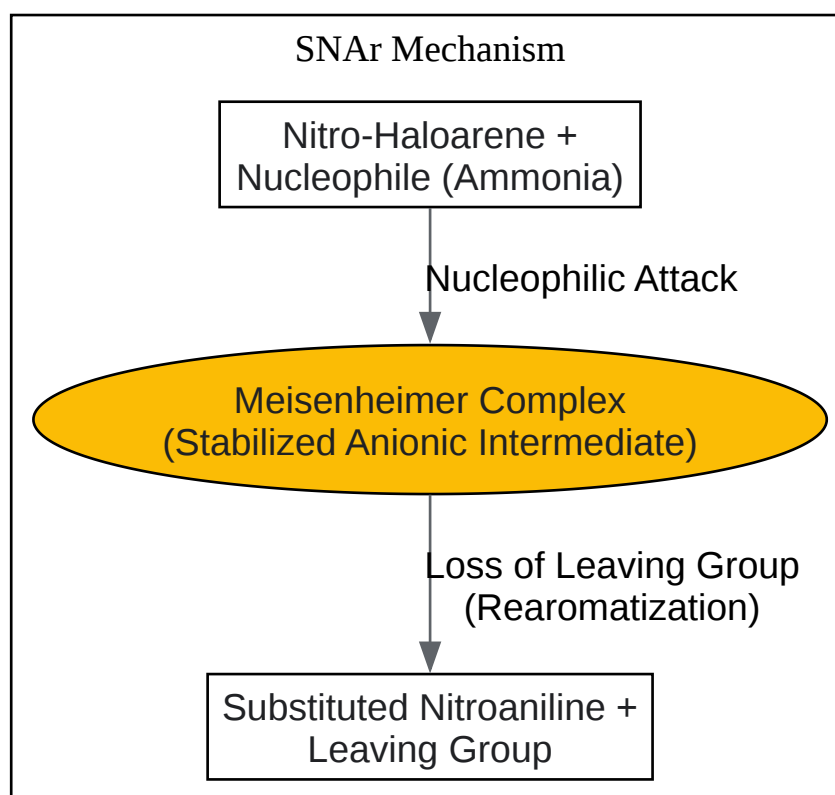 SNAr Mechanism
Nitro-Haloarene +
Nucleophile (Ammonia)
Nucleophilic Attack
Meisenheimer Complex
(Stabilized Anionic Intermediate)
Loss of Leaving Group
(Rearomatization)
Substituted Nitroaniline +
Leaving Group